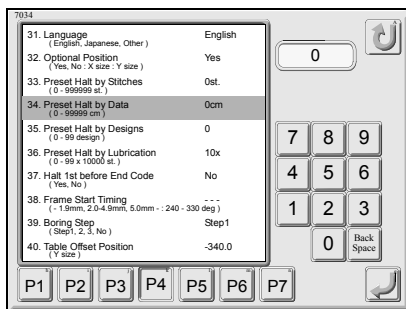 7034
31. Language English
( English, Japanese, Other )
32. Optional Position Yes
( Yes, No : X size : Y size )
33. Preset Halt by Stitches 0st.
( 0 - 999999 st. )
34. Preset Halt by Data 0cm
( 0 - 99999 cm )
35. Preset Halt by Designs 0
( 0 - 99 design )
36. Preset Halt by Lubrication 10x
( 0 - 99 x 10000 st. )
37. Halt 1st before End Code No
( Yes, No )
38. Frame Start Timing - - -
( - 1.9mm, 2.0-4.9mm, 5.0mm - : 240 - 330 deg )
39. Boring Step Step1
( Step1, 2, 3, No )
40. Table Offset Position -340.0
( Y size )
0
7 8 9
4 5 6
1 2 3
0 Back
Space
P1 P2 P3 P4 P5 P6 P7